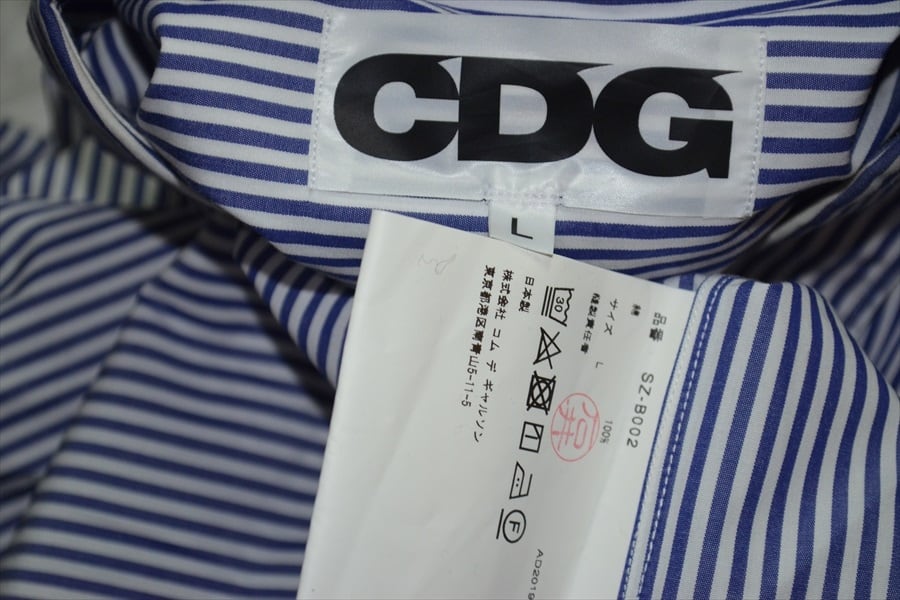 CDG
L
品番 SZ-B002
綿 100%
サイズ L
縫製責任者
30
F
日本製
株式会社 コム デ ギャルソン
東京都港区南青山5-11-5
AD2019